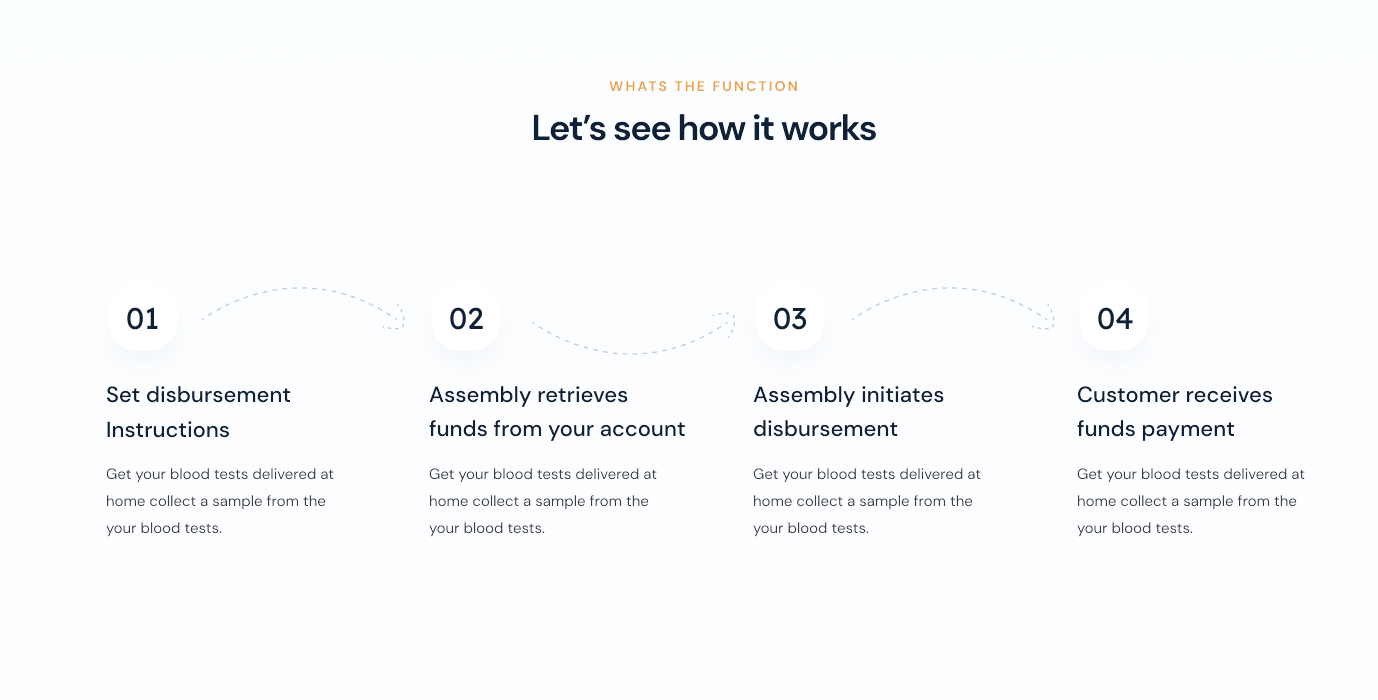 WHATS THE FUNCTION
Let’s see how it works
01
Set disbursement
Instructions
Get your blood tests delivered at
home collect a sample from the
your blood tests.
02
Assembly retrieves
funds from your account
Get your blood tests delivered at
home collect a sample from the
your blood tests.
03
Assembly initiates
disbursement
Get your blood tests delivered at
home collect a sample from the
your blood tests.
04
Customer receives
funds payment
Get your blood tests delivered at
home collect a sample from the
your blood tests.